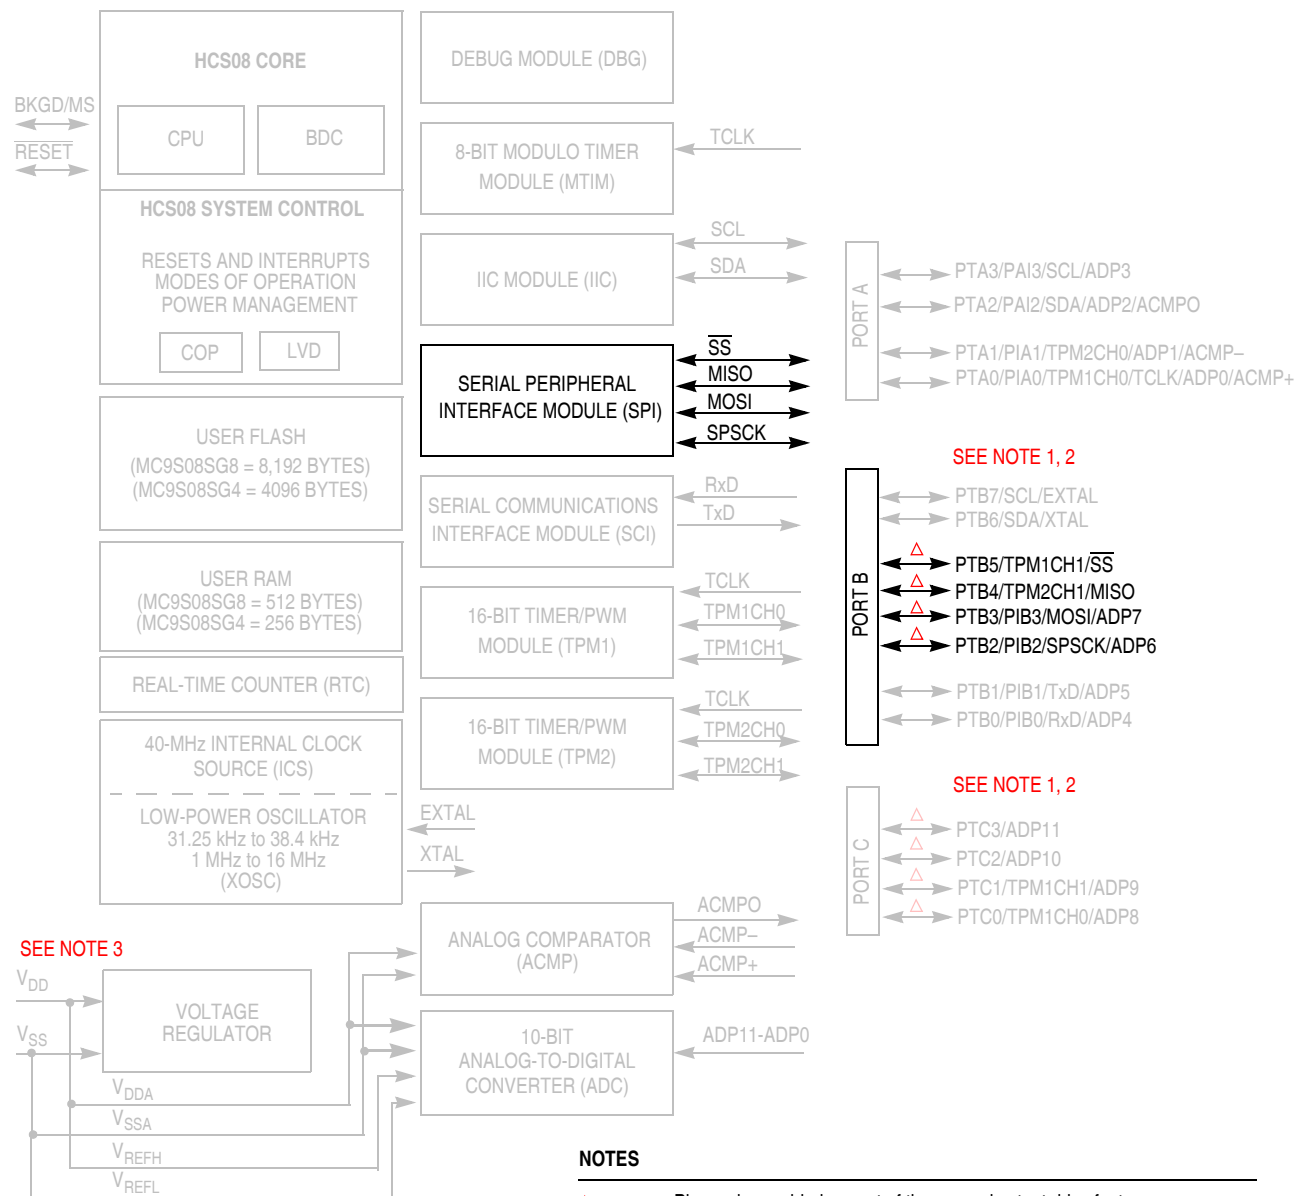 HCS08 CORE
CPU
BDC
BKGD/MS
RESET
HCS08 SYSTEM CONTROL
RESETS AND INTERRUPTS
MODES OF OPERATION
POWER MANAGEMENT
COP
LVD
USER FLASH
(MC9S08SG8 = 8,192 BYTES)
(MC9S08SG4 = 4096 BYTES)
USER RAM
(MC9S08SG8 = 512 BYTES)
(MC9S08SG4 = 256 BYTES)
REAL-TIME COUNTER (RTC)
40-MHz INTERNAL CLOCK
SOURCE (ICS)
LOW-POWER OSCILLATOR
31.25 kHz to 38.4 kHz
1 MHz to 16 MHz
(XOSC)
EXTAL
XTAL
SEE NOTE 3
VDD
VSS
VOLTAGE
REGULATOR
VDDA
VSSA
VREFH
VREFL
DEBUG MODULE (DBG)
8-BIT MODULO TIMER
MODULE (MTIM)
TCLK
IIC MODULE (IIC)
SCL
SDA
SERIAL PERIPHERAL
INTERFACE MODULE (SPI)
SS
MISO
MOSI
SPSCK
SERIAL COMMUNICATIONS
INTERFACE MODULE (SCI)
RxD
TxD
16-BIT TIMER/PWM
MODULE (TPM1)
TCLK
TPM1CH0
TPM1CH1
16-BIT TIMER/PWM
MODULE (TPM2)
TCLK
TPM2CH0
TPM2CH1
ANALOG COMPARATOR
(ACMP)
ACMPO
ACMP–
ACMP+
10-BIT
ANALOG-TO-DIGITAL
CONVERTER (ADC)
ADP11-ADP0
PORT A
PTA3/PAI3/SCL/ADP3
PTA2/PAI2/SDA/ADP2/ACMPO
PTA1/PIA1/TPM2CH0/ADP1/ACMP–
PTA0/PIA0/TPM1CH0/TCLK/ADP0/ACMP+
SEE NOTE 1, 2
PORT B
PTB7/SCL/EXTAL
PTB6/SDA/XTAL
PTB5/TPM1CH1/SS
PTB4/TPM2CH1/MISO
PTB3/PIB3/MOSI/ADP7
PTB2/PIB2/SPSCK/ADP6
PTB1/PIB1/TxD/ADP5
PTB0/PIB0/RxD/ADP4
SEE NOTE 1, 2
PORT C
PTC3/ADP11
PTC2/ADP10
PTC1/TPM1CH1/ADP9
PTC0/TPM1CH0/ADP8
NOTES